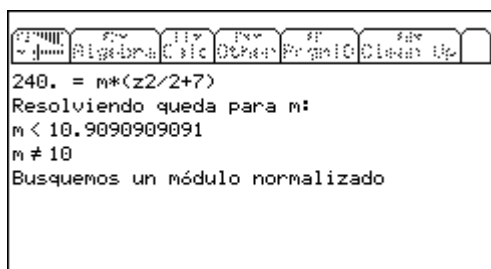 Algebra Calc Other PrgmIO Clean Up
240. = m*(z2/2+7)
Resolviendo queda para m:
m < 10.9090909091
m ≠ 10
Busquemos un módulo normalizado